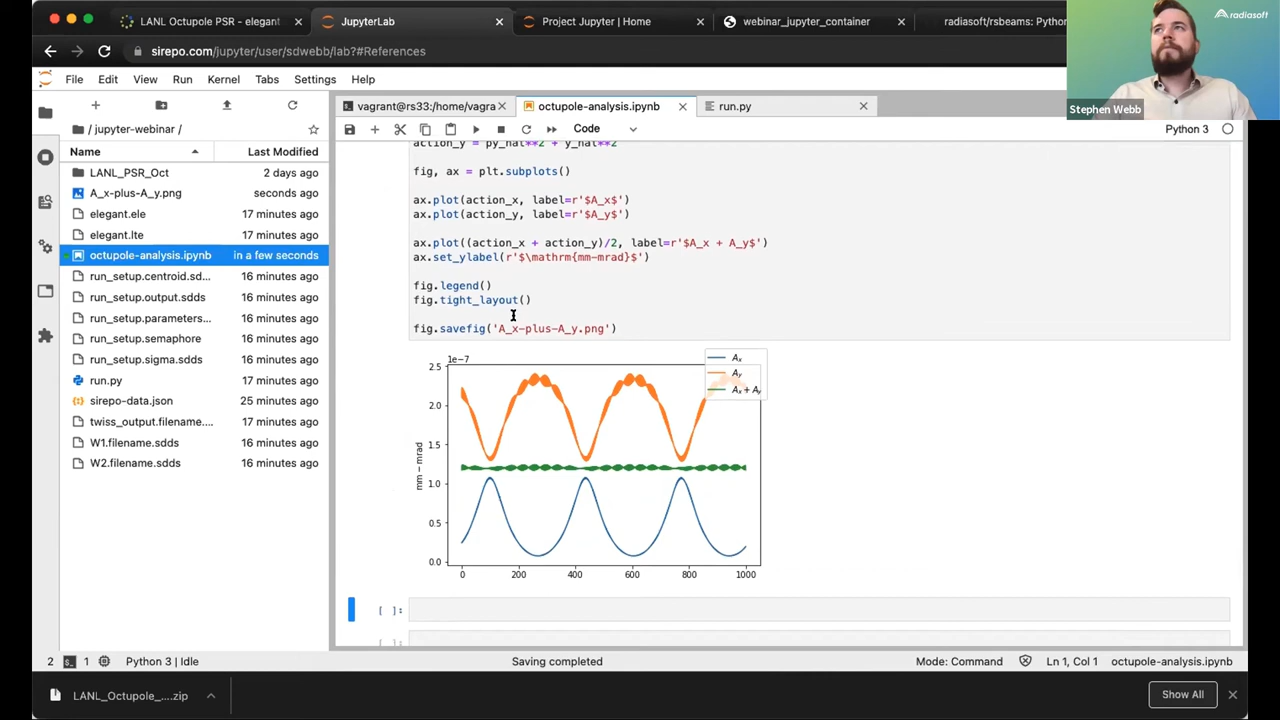 LANL Octupole PSR - elegant
JupyterLab
Project Jupyter | Home
webinar_jupyter_container
radiasoft/rsbeams: Python
radiasoft
sirepo.com/jupyter/user/sdwebb/lab?#References
Stephen Webb
File Edit View Run Kernel Tabs Settings Help
vagrant@rs33:/home/vagra
octupole-analysis.ipynb
run.py
/ jupyter-webinar /
Code
Python 3
Name Last Modified
LANL_PSR_Oct 2 days ago
A_x-plus-A_y.png seconds ago
elegant.ele 17 minutes ago
elegant.lte 17 minutes ago
octupole-analysis.ipynb in a few seconds
run_setup.centroid.sd... 16 minutes ago
run_setup.output.sdds 16 minutes ago
run_setup.parameters... 16 minutes ago
run_setup.semaphore 16 minutes ago
run_setup.sigma.sdds 16 minutes ago
run.py 17 minutes ago
sirepo-data.json 25 minutes ago
twiss_output.filename.... 17 minutes ago
W1.filename.sdds 16 minutes ago
W2.filename.sdds 16 minutes ago
action_y = py_hat**2 + y_hat**2
fig, ax = plt.subplots()
ax.plot(action_x, label=r'$A_x$')
ax.plot(action_y, label=r'$A_y$')
ax.plot((action_x + action_y)/2, label=r'$A_x + A_y$')
ax.set_ylabel(r'$\mathrm{mm-mrad}$')
fig.legend()
fig.tight_layout()
fig.savefig('A_x-plus-A_y.png')
1e-7
Ax
Ay
Ax + Ay
2.5
2.0
1.5
1.0
0.5
0.0
mm − mrad
0 200 400 600 800 1000
[ ]:
[ ]:
2 1 Python 3 | Idle Saving completed Mode: Command Ln 1, Col 1 octupole-analysis.ipynb
LANL_Octupole_....zip
Show All